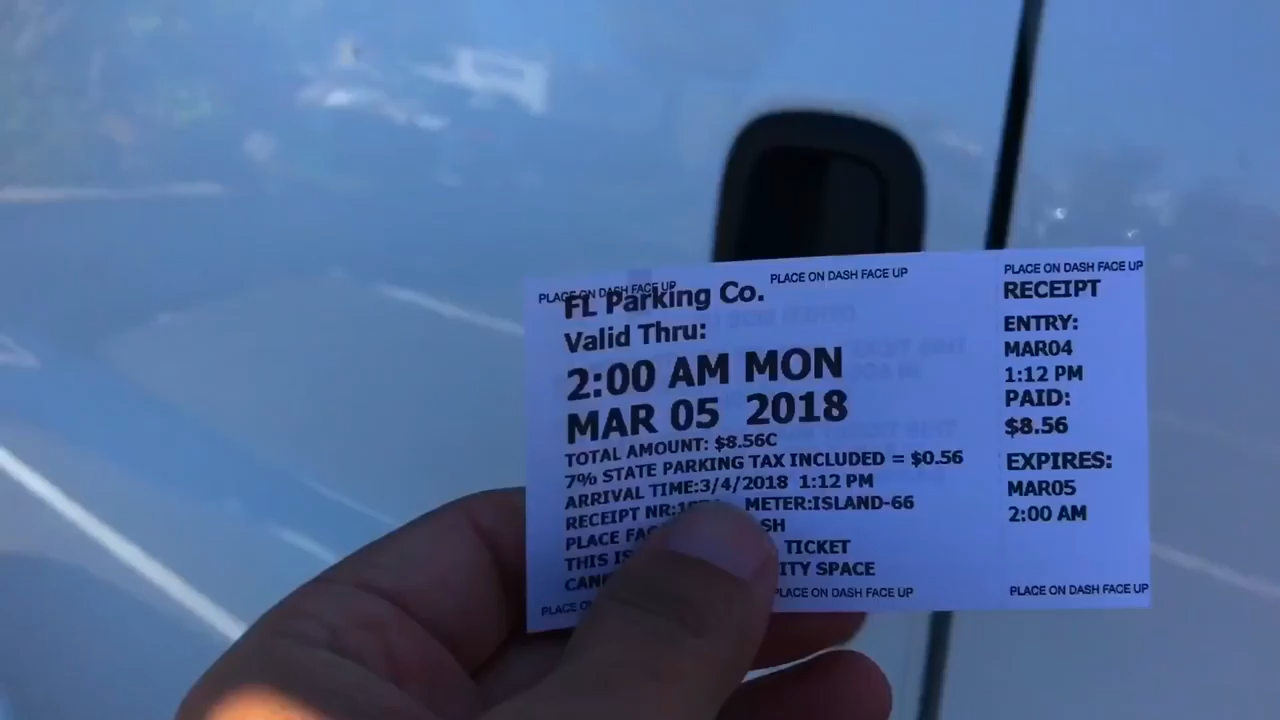 PLACE ON DASH FACE UP
PLACE ON DASH FACE UP
FL Parking Co.
Valid Thru:
2:00 AM MON
MAR 05 2018
TOTAL AMOUNT: $8.56C
7% STATE PARKING TAX INCLUDED = $0.56
ARRIVAL TIME:3/4/2018 1:12 PM
RECEIPT NR: METER:ISLAND-66
PLACE
THIS TICKET
SPACE
PLACE PLACE ON DASH FACE UP
PLACE ON DASH FACE UP
RECEIPT
ENTRY:
MAR04
1:12 PM
PAID:
$8.56
EXPIRES:
MAR05
2:00 AM
PLACE ON DASH FACE UP